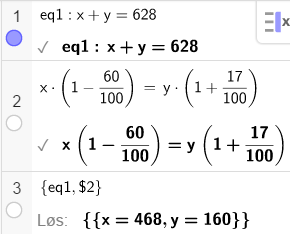 1 eq1 : x + y = 628
✓ eq1 : x + y = 628
2 x · (1 − 60/100) = y · (1 + 17/100)
✓ x (1 − 60/100) = y (1 + 17/100)
3 {eq1, $2}
Løs: {{x = 468, y = 160}}
x